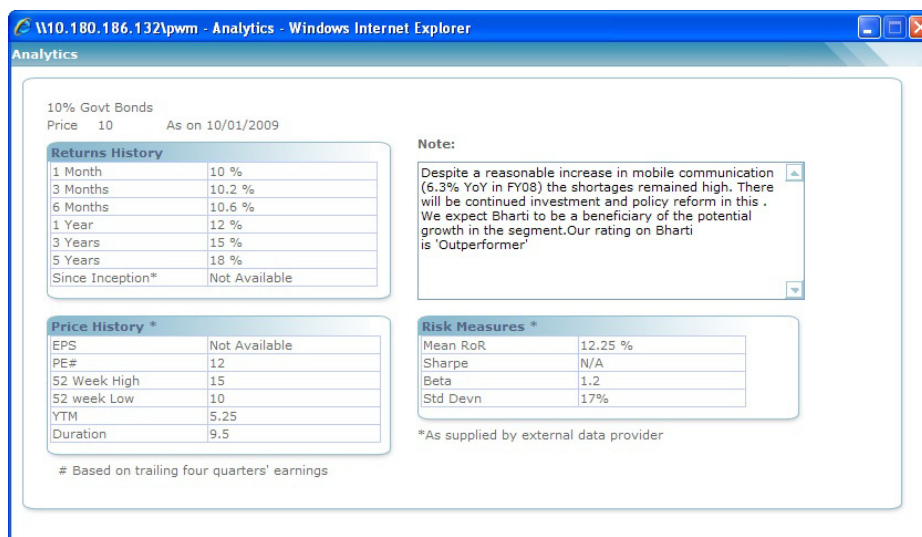 \\10.180.186.132\pwm - Analytics - Windows Internet Explorer
Analytics
10% Govt Bonds
Price 10 As on 10/01/2009
Returns History
1 Month 10 %
3 Months 10.2 %
6 Months 10.6 %
1 Year 12 %
3 Years 15 %
5 Years 18 %
Since Inception* Not Available
Note:
Despite a reasonable increase in mobile communication
(6.3% YoY in FY08) the shortages remained high. There
will be continued investment and policy reform in this .
We expect Bharti to be a beneficiary of the potential
growth in the segment.Our rating on Bharti
is 'Outperformer'
Price History *
EPS Not Available
PE# 12
52 Week High 15
52 week Low 10
YTM 5.25
Duration 9.5
# Based on trailing four quarters' earnings
Risk Measures *
Mean RoR 12.25 %
Sharpe N/A
Beta 1.2
Std Devn 17%
*As supplied by external data provider